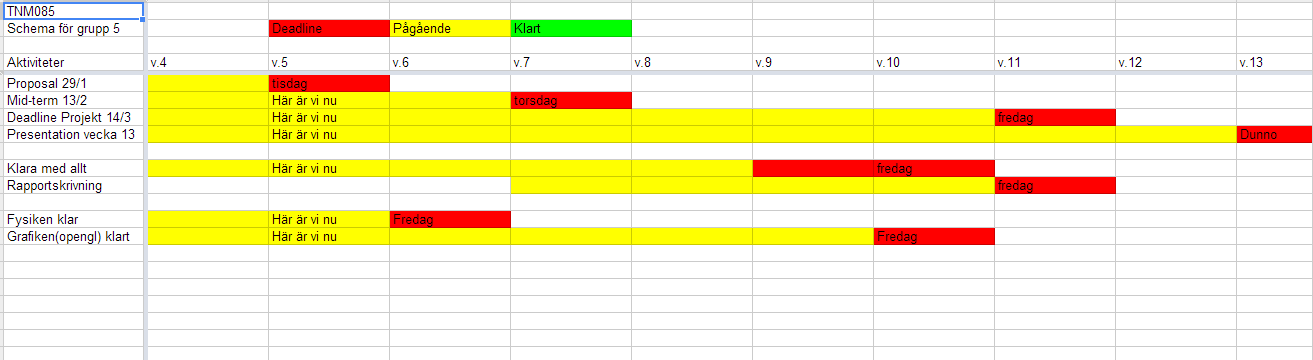 TNM085
Schema för grupp 5 Deadline Pågående Klart
Aktiviteter v.4 v.5 v.6 v.7 v.8 v.9 v.10 v.11 v.12 v.13
Proposal 29/1 tisdag
Mid-term 13/2 Här är vi nu torsdag
Deadline Projekt 14/3 Här är vi nu fredag
Presentation vecka 13 Här är vi nu Dunno
Klara med allt Här är vi nu fredag
Rapportskrivning fredag
Fysiken klar Här är vi nu Fredag
Grafiken(opengl) klart Här är vi nu Fredag